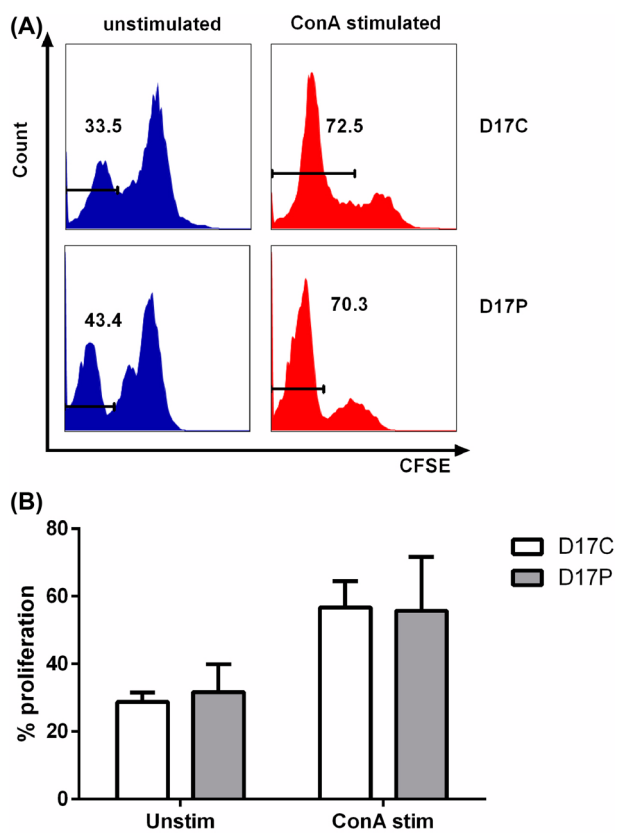 (A)
unstimulated
ConA stimulated
Count
33.5
72.5
D17C
43.4
70.3
D17P
CFSE
(B)
% proliferation
80
60
40
20
0
Unstim
ConA stim
D17C
D17P